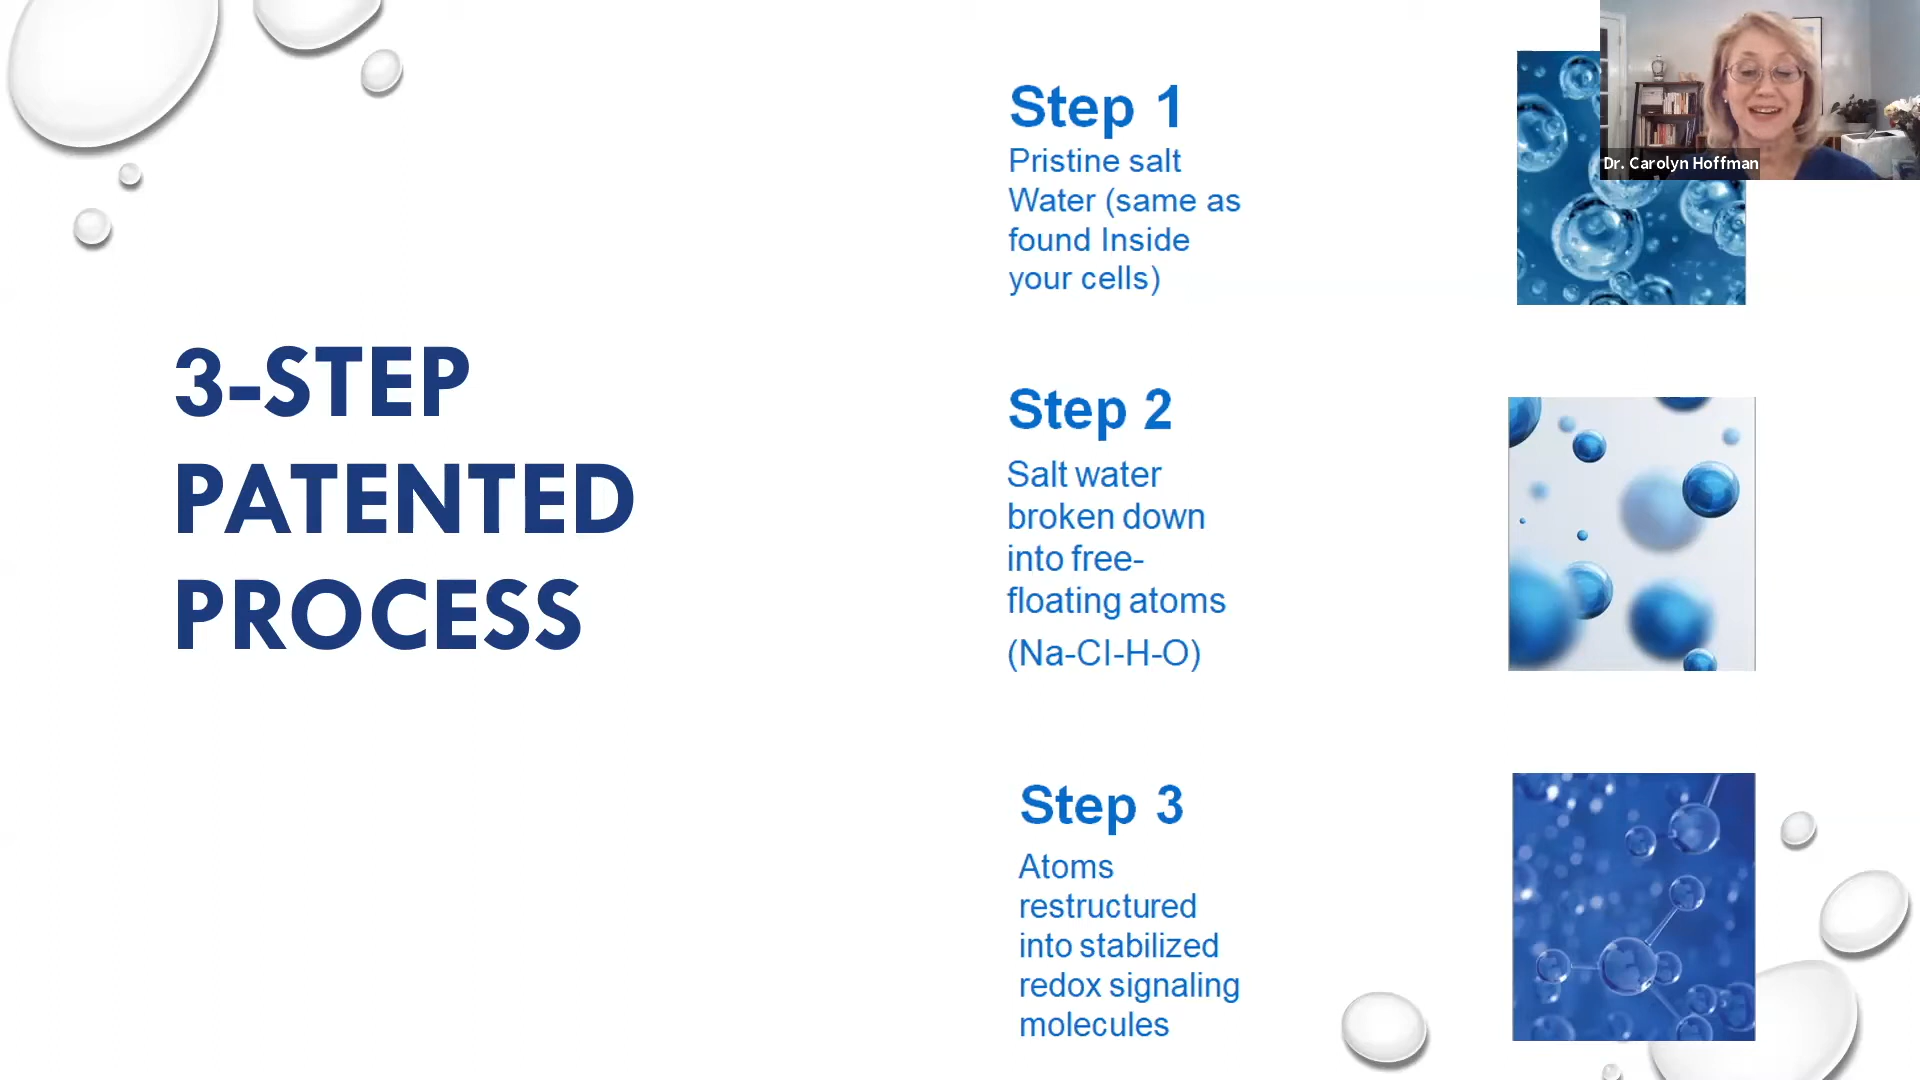 3-STEP
PATENTED
PROCESS
Step 1
Pristine salt
Water (same as
found Inside
your cells)
Step 2
Salt water
broken down
into free-
floating atoms
(Na-Cl-H-O)
Step 3
Atoms
restructured
into stabilized
redox signaling
molecules
Dr. Carolyn Hoffman